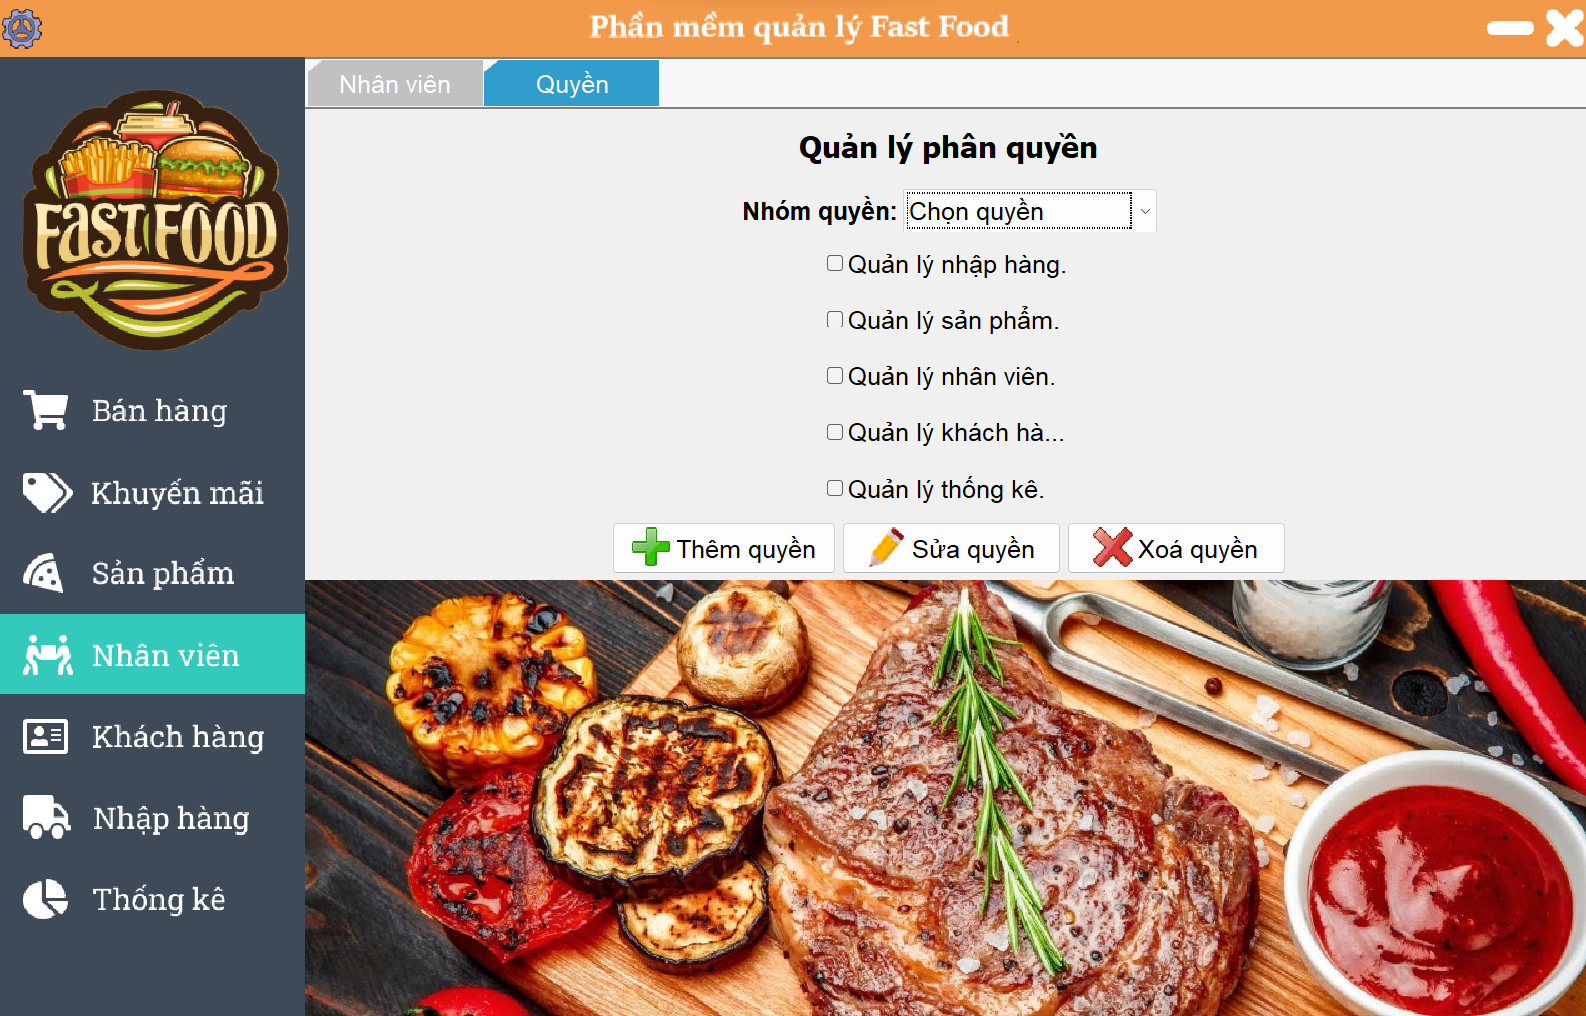 Phần mềm quản lý Fast Food
FAST FOOD
Bán hàng
Khuyến mãi
Sản phẩm
Nhân viên
Khách hàng
Nhập hàng
Thống kê
Nhân viên
Quyền
Quản lý phân quyền
Nhóm quyền: Chọn quyền
Quản lý nhập hàng.
Quản lý sản phẩm.
Quản lý nhân viên.
Quản lý khách hà...
Quản lý thống kê.
Thêm quyền
Sửa quyền
Xoá quyền